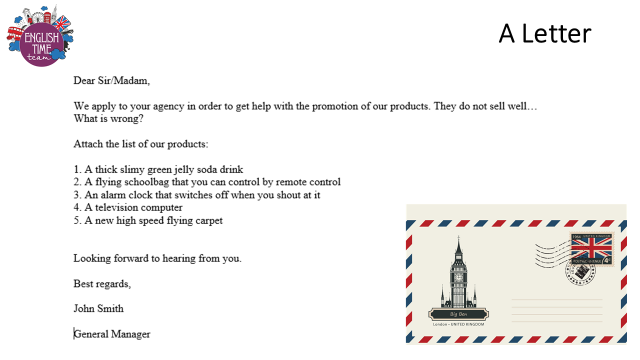 A Letter
ENGLISH
TIME
team
Dear Sir/Madam,
We apply to your agency in order to get help with the promotion of our products. They do not sell well…
What is wrong?
Attach the list of our products:
1. A thick slimy green jelly soda drink
2. A flying schoolbag that you can control by remote control
3. An alarm clock that switches off when you shout at it
4. A television computer
5. A new high speed flying carpet
Looking forward to hearing from you.
Best regards,
John Smith
General Manager
Big Ben
London - UNITED KINGDOM